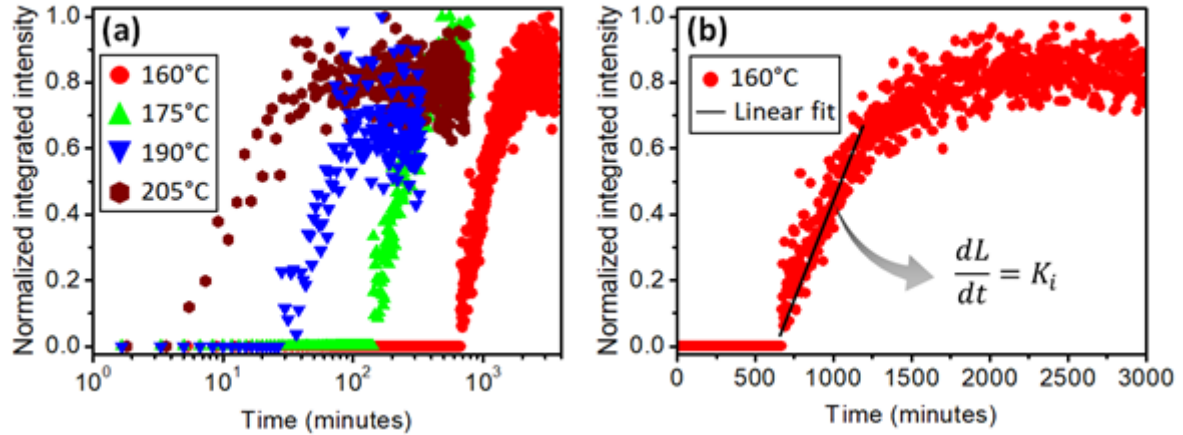 (a)
Normalized integrated intensity
1.0
0.8
0.6
0.4
0.2
0.0
160°C
175°C
190°C
205°C
10⁰ 10¹ 10² 10³
Time (minutes)
(b)
Normalized integrated intensity
1.0
0.8
0.6
0.4
0.2
0.0
160°C
Linear fit
dL/dt = Kᵢ
0 500 1000 1500 2000 2500 3000
Time (minutes)